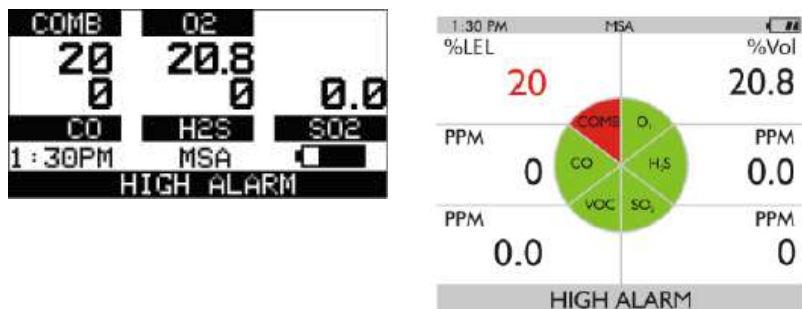 COMB O2
20 20.8
0 0 0.0
CO H2S SO2
1:30PM MSA
HIGH ALARM
1:30 PM MSA
%LEL %Vol
20 20.8
COMB O₂
PPM PPM
0 CO H₂S 0.0
VOC SO₂
PPM PPM
0.0 0
HIGH ALARM